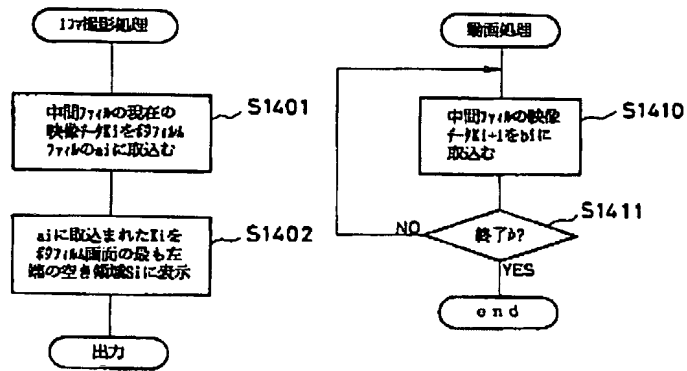 1コマ撮影処理
中間ファイルの現在の
映像データKiをポジフィルム
ファイルのaiに取込む
S1401
aiに取込まれたKiを
ポジフィルム画面の最も左
端の空き領域Siに表示
S1402
出力
動画処理
中間ファイルの映像
データKi+1をbiに
取込む
S1410
終了か?
S1411
NO
YES
end